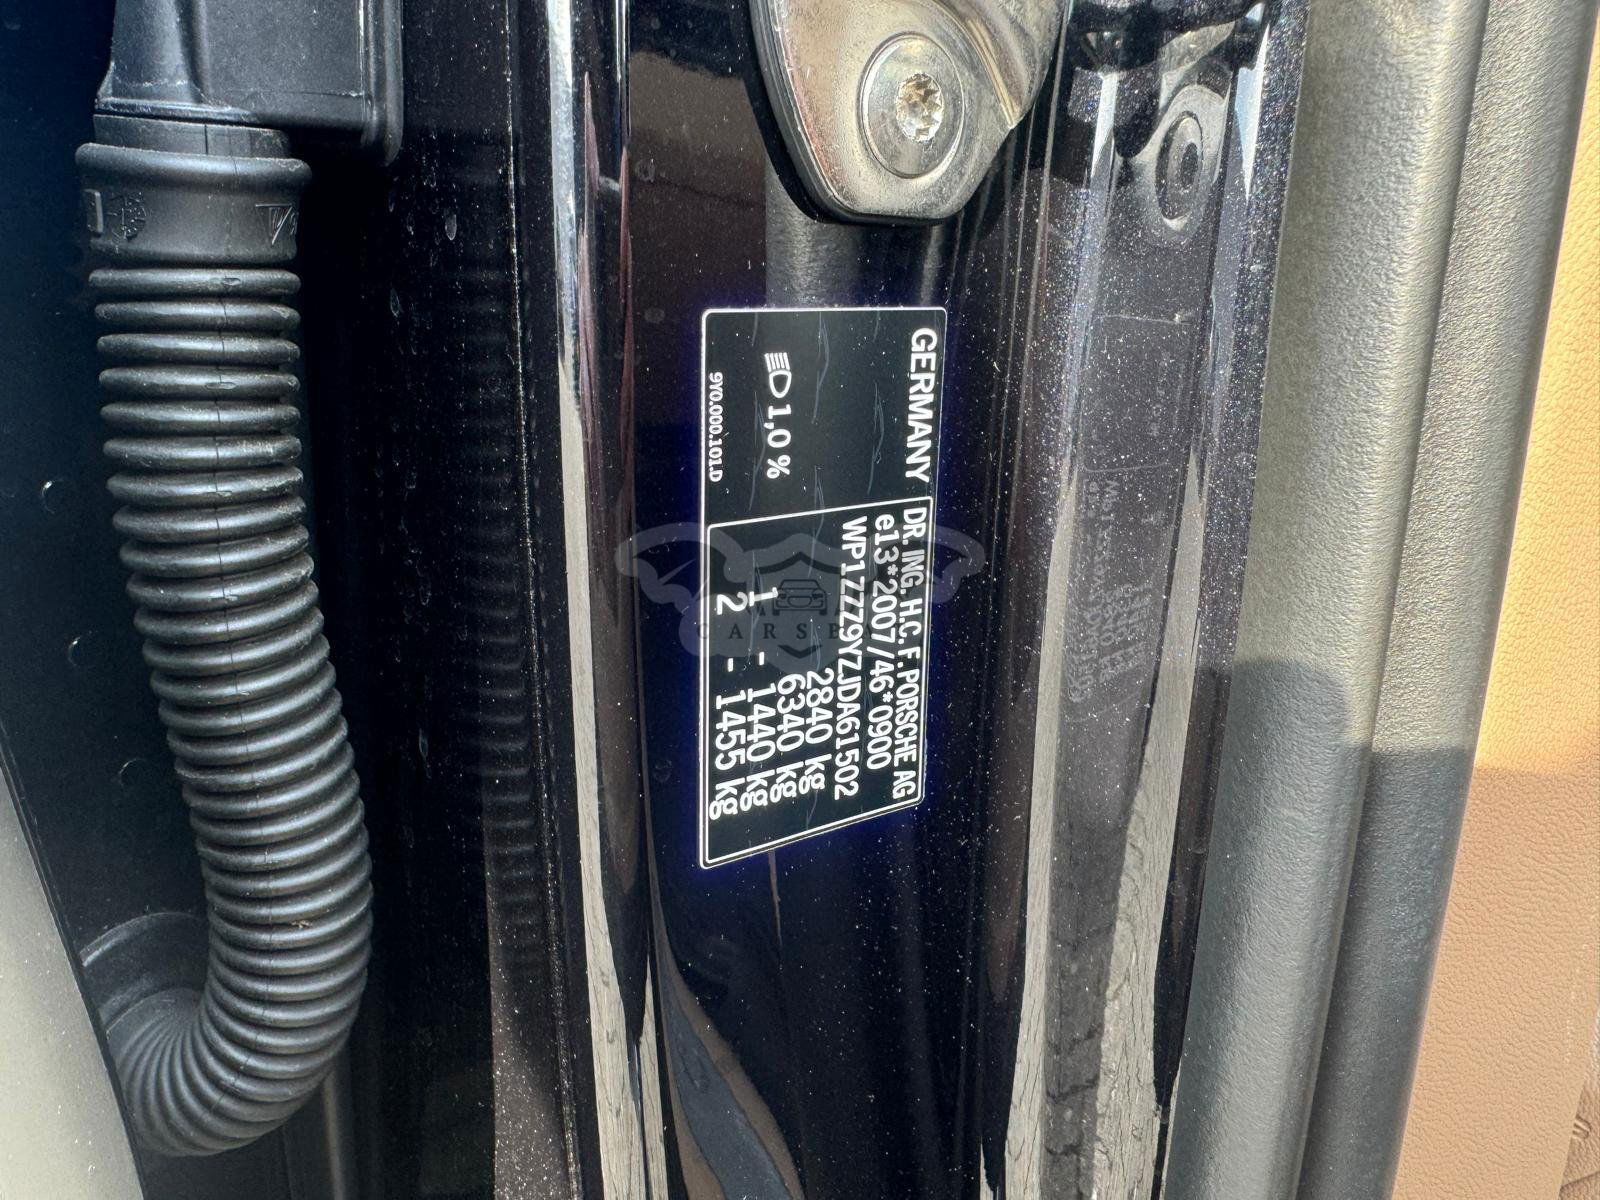 GERMANY
1,0 %
9Y0.000.101.D
DR. ING. H.C. F. PORSCHE AG
e13*2007/46*0900
WP1ZZZ9YZJDA61502
2840 kg
6340 kg
1 - 1440 kg
2 - 1455 kg